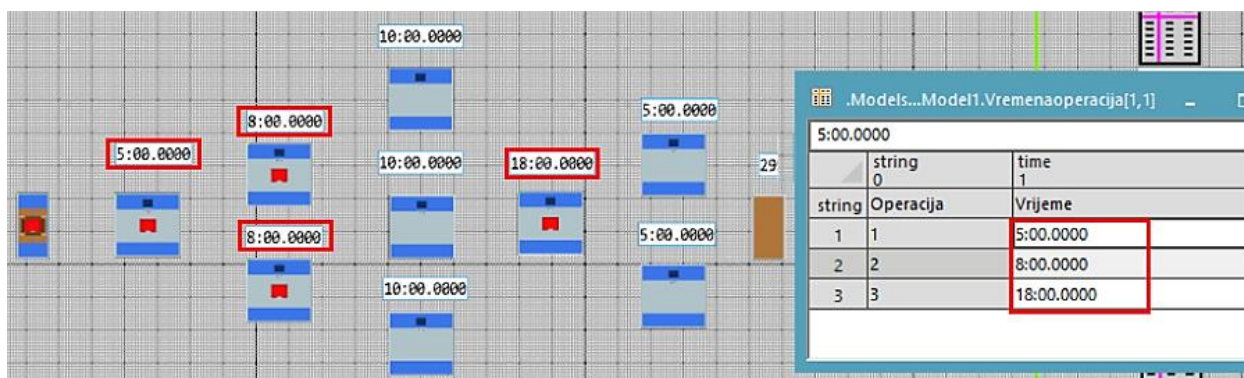 10:00.0000
8:00.0000
5:00.0000
5:00.0000
10:00.0000
18:00.0000
29
8:00.0000
5:00.0000
10:00.0000
.Models...Model1.Vremenaoperacija[1,1]
5:00.0000
string time
0 1
string Operacija Vrijeme
1 1 5:00.0000
2 2 8:00.0000
3 3 18:00.0000